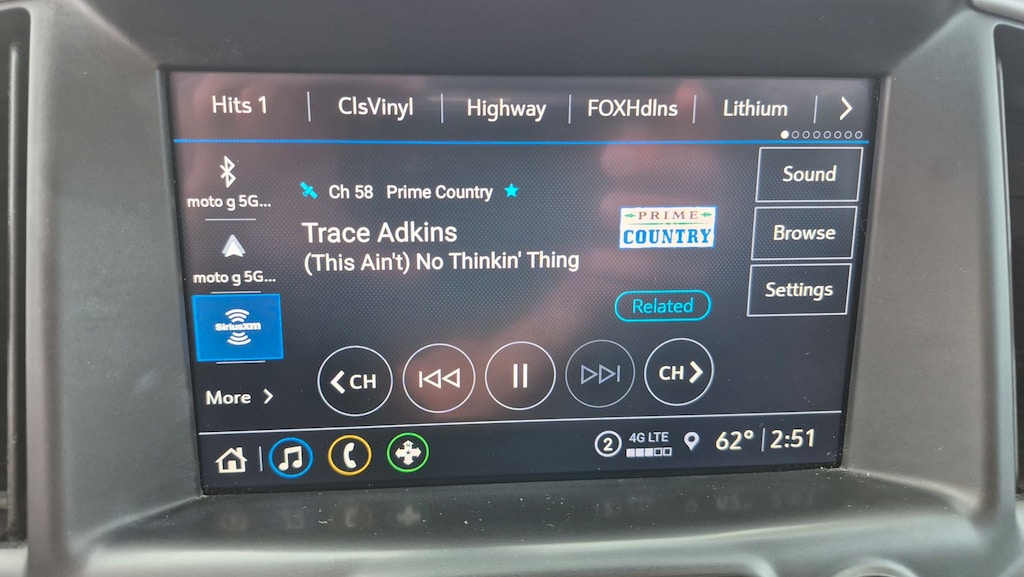 Hits 1 ClsVinyl Highway FOXHdlns Lithium
moto g 5G...
moto g 5G...
SiriusXM
More
Ch 58 Prime Country
Trace Adkins
(This Ain't) No Thinkin' Thing
PRIME
COUNTRY
Related
Sound
Browse
Settings
CH
CH
2 4G LTE 62° 2:51